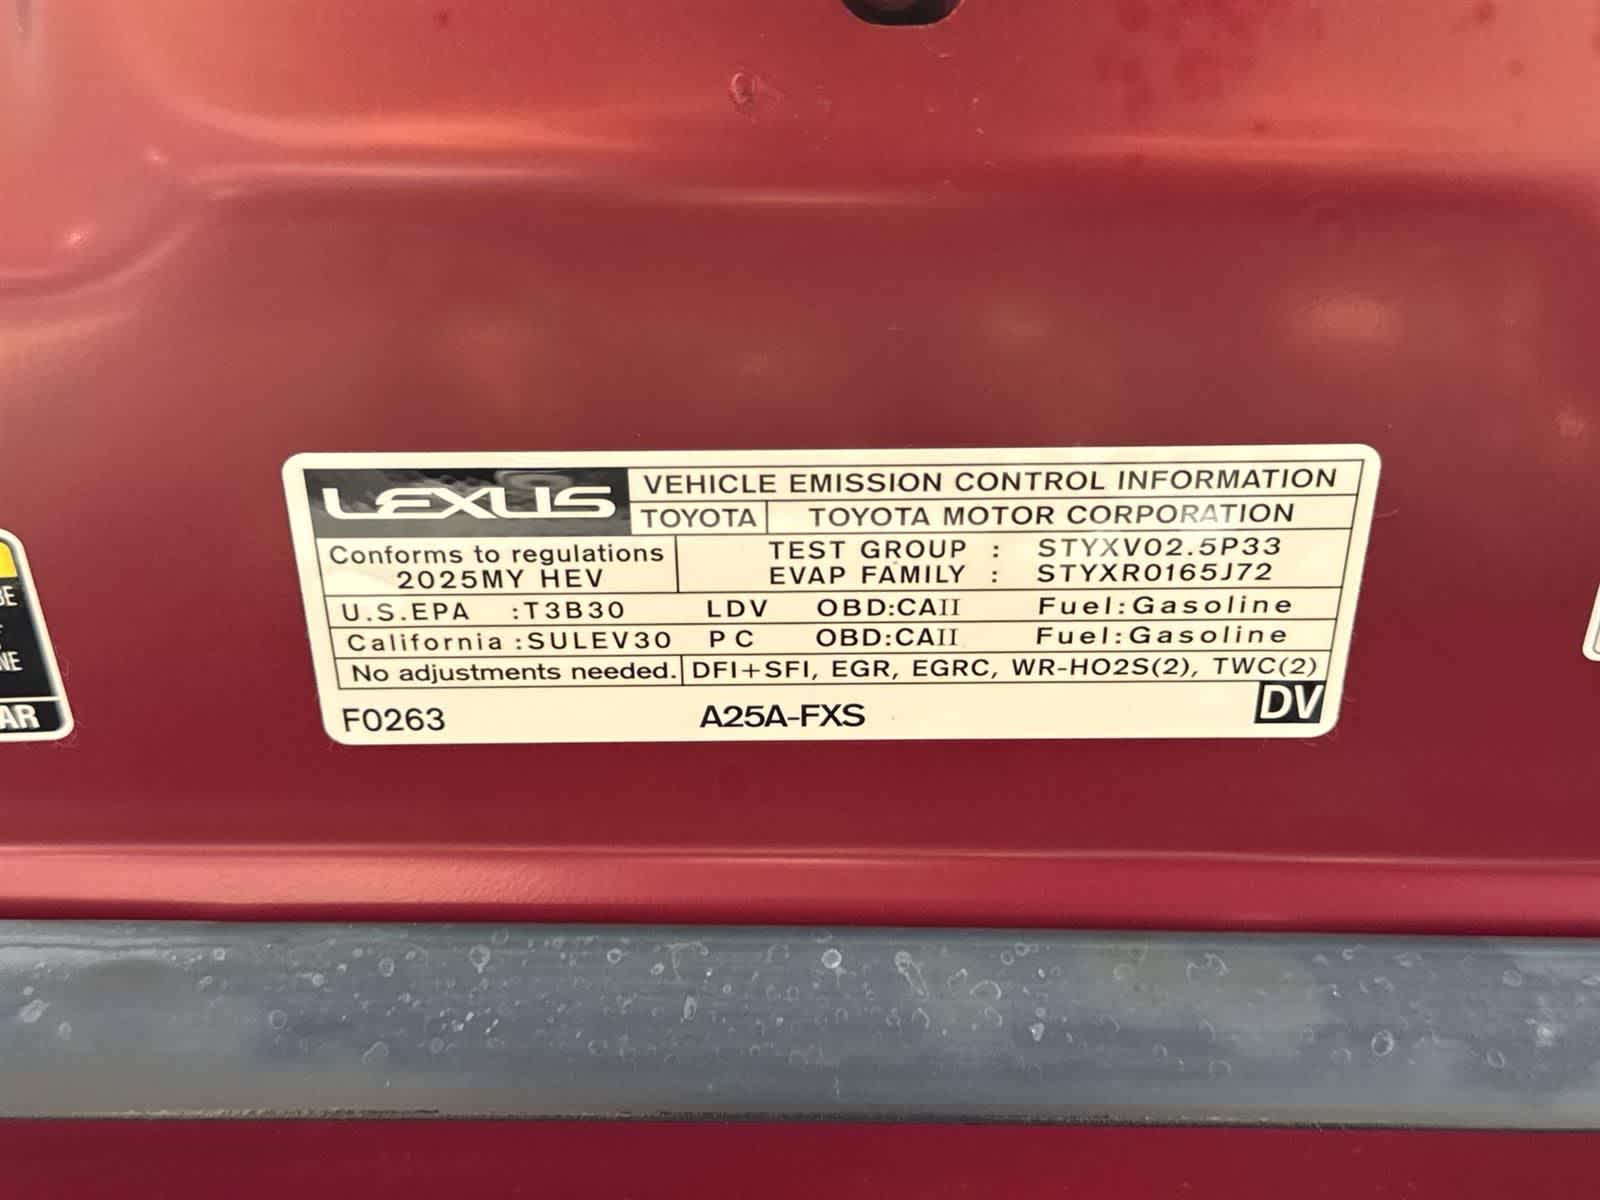 LEXUS
VEHICLE EMISSION CONTROL INFORMATION
TOYOTA TOYOTA MOTOR CORPORATION
Conforms to regulations
2025MY HEV
TEST GROUP : STYXV02.5P33
EVAP FAMILY : STYXR0165J72
U.S.EPA :T3B30 LDV OBD:CAII Fuel:Gasoline
California :SULEV30 PC OBD:CAII Fuel:Gasoline
No adjustments needed. DFI+SFI, EGR, EGRC, WR-HO2S(2), TWC(2)
F0263 A25A-FXS DV